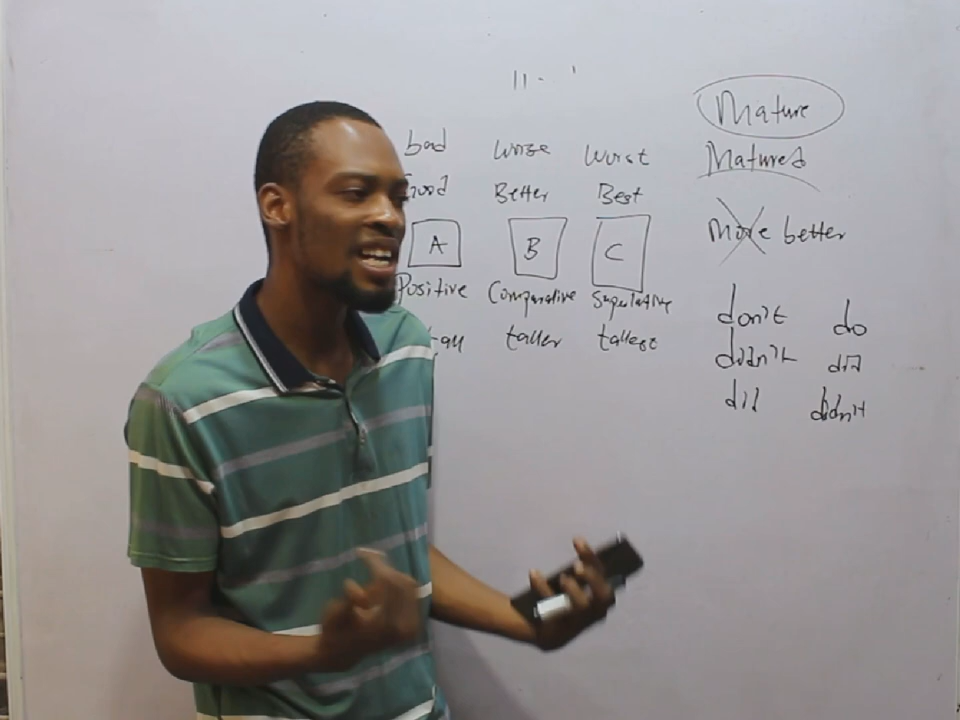 Mature
bad worse worst
Matured
Good Better Best
More better
A B C
Positive Comparative Superlative
don't do
tall taller tallest
didn't did
did didn't